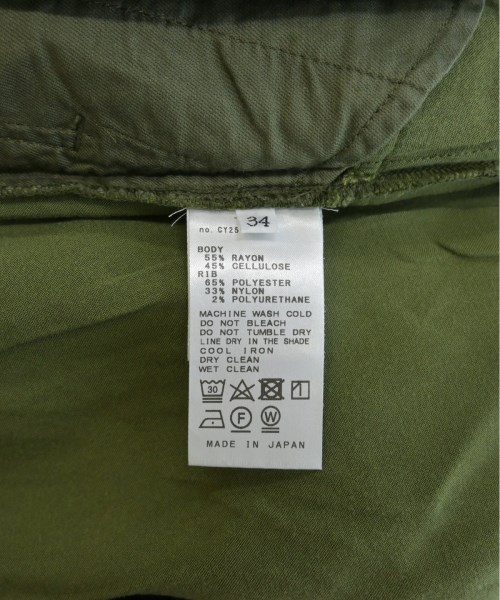 no. CY25 34
BODY
55% RAYON
45% CELLULOSE
RIB
65% POLYESTER
33% NYLON
2% POLYURETHANE
MACHINE WASH COLD
DO NOT BLEACH
DO NOT TUMBLE DRY
LINE DRY IN THE SHADE
COOL IRON
DRY CLEAN
WET CLEAN
30
F W
MADE IN JAPAN